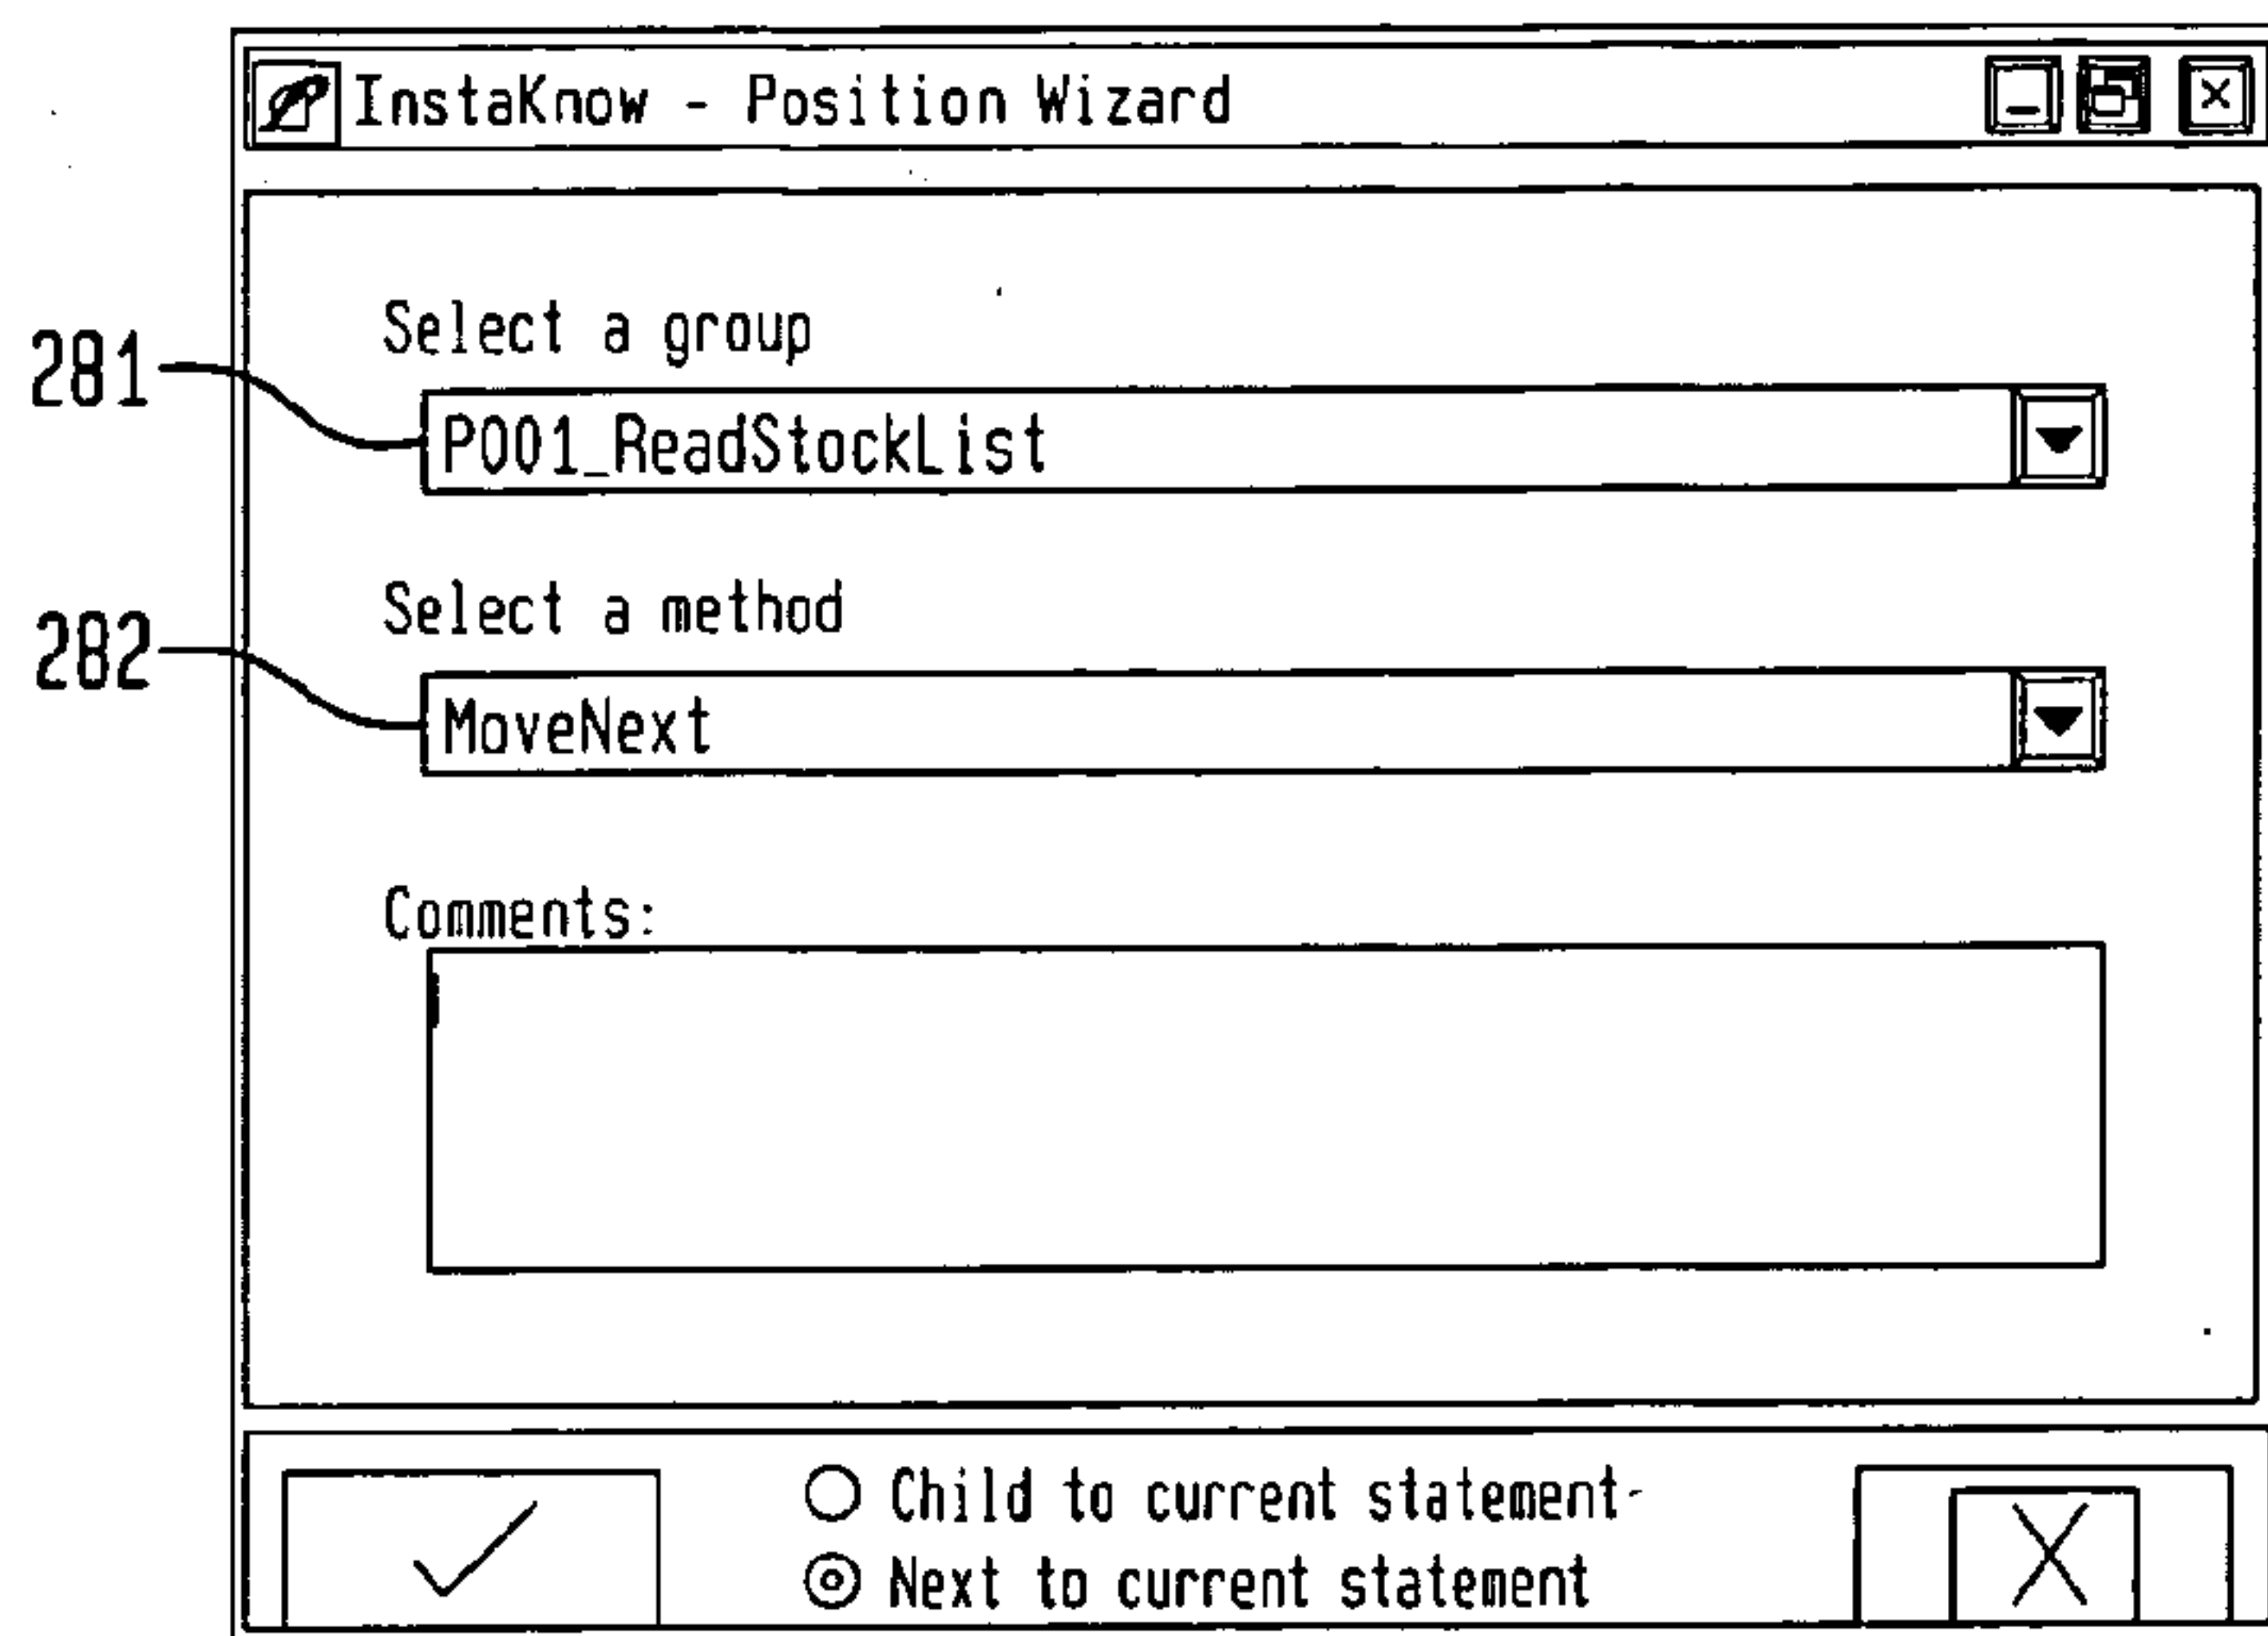 InstaKnow - Position Wizard
Select a group
281
P001_ReadStockList
Select a method
282
MoveNext
Comments:
Child to current statement
Next to current statement